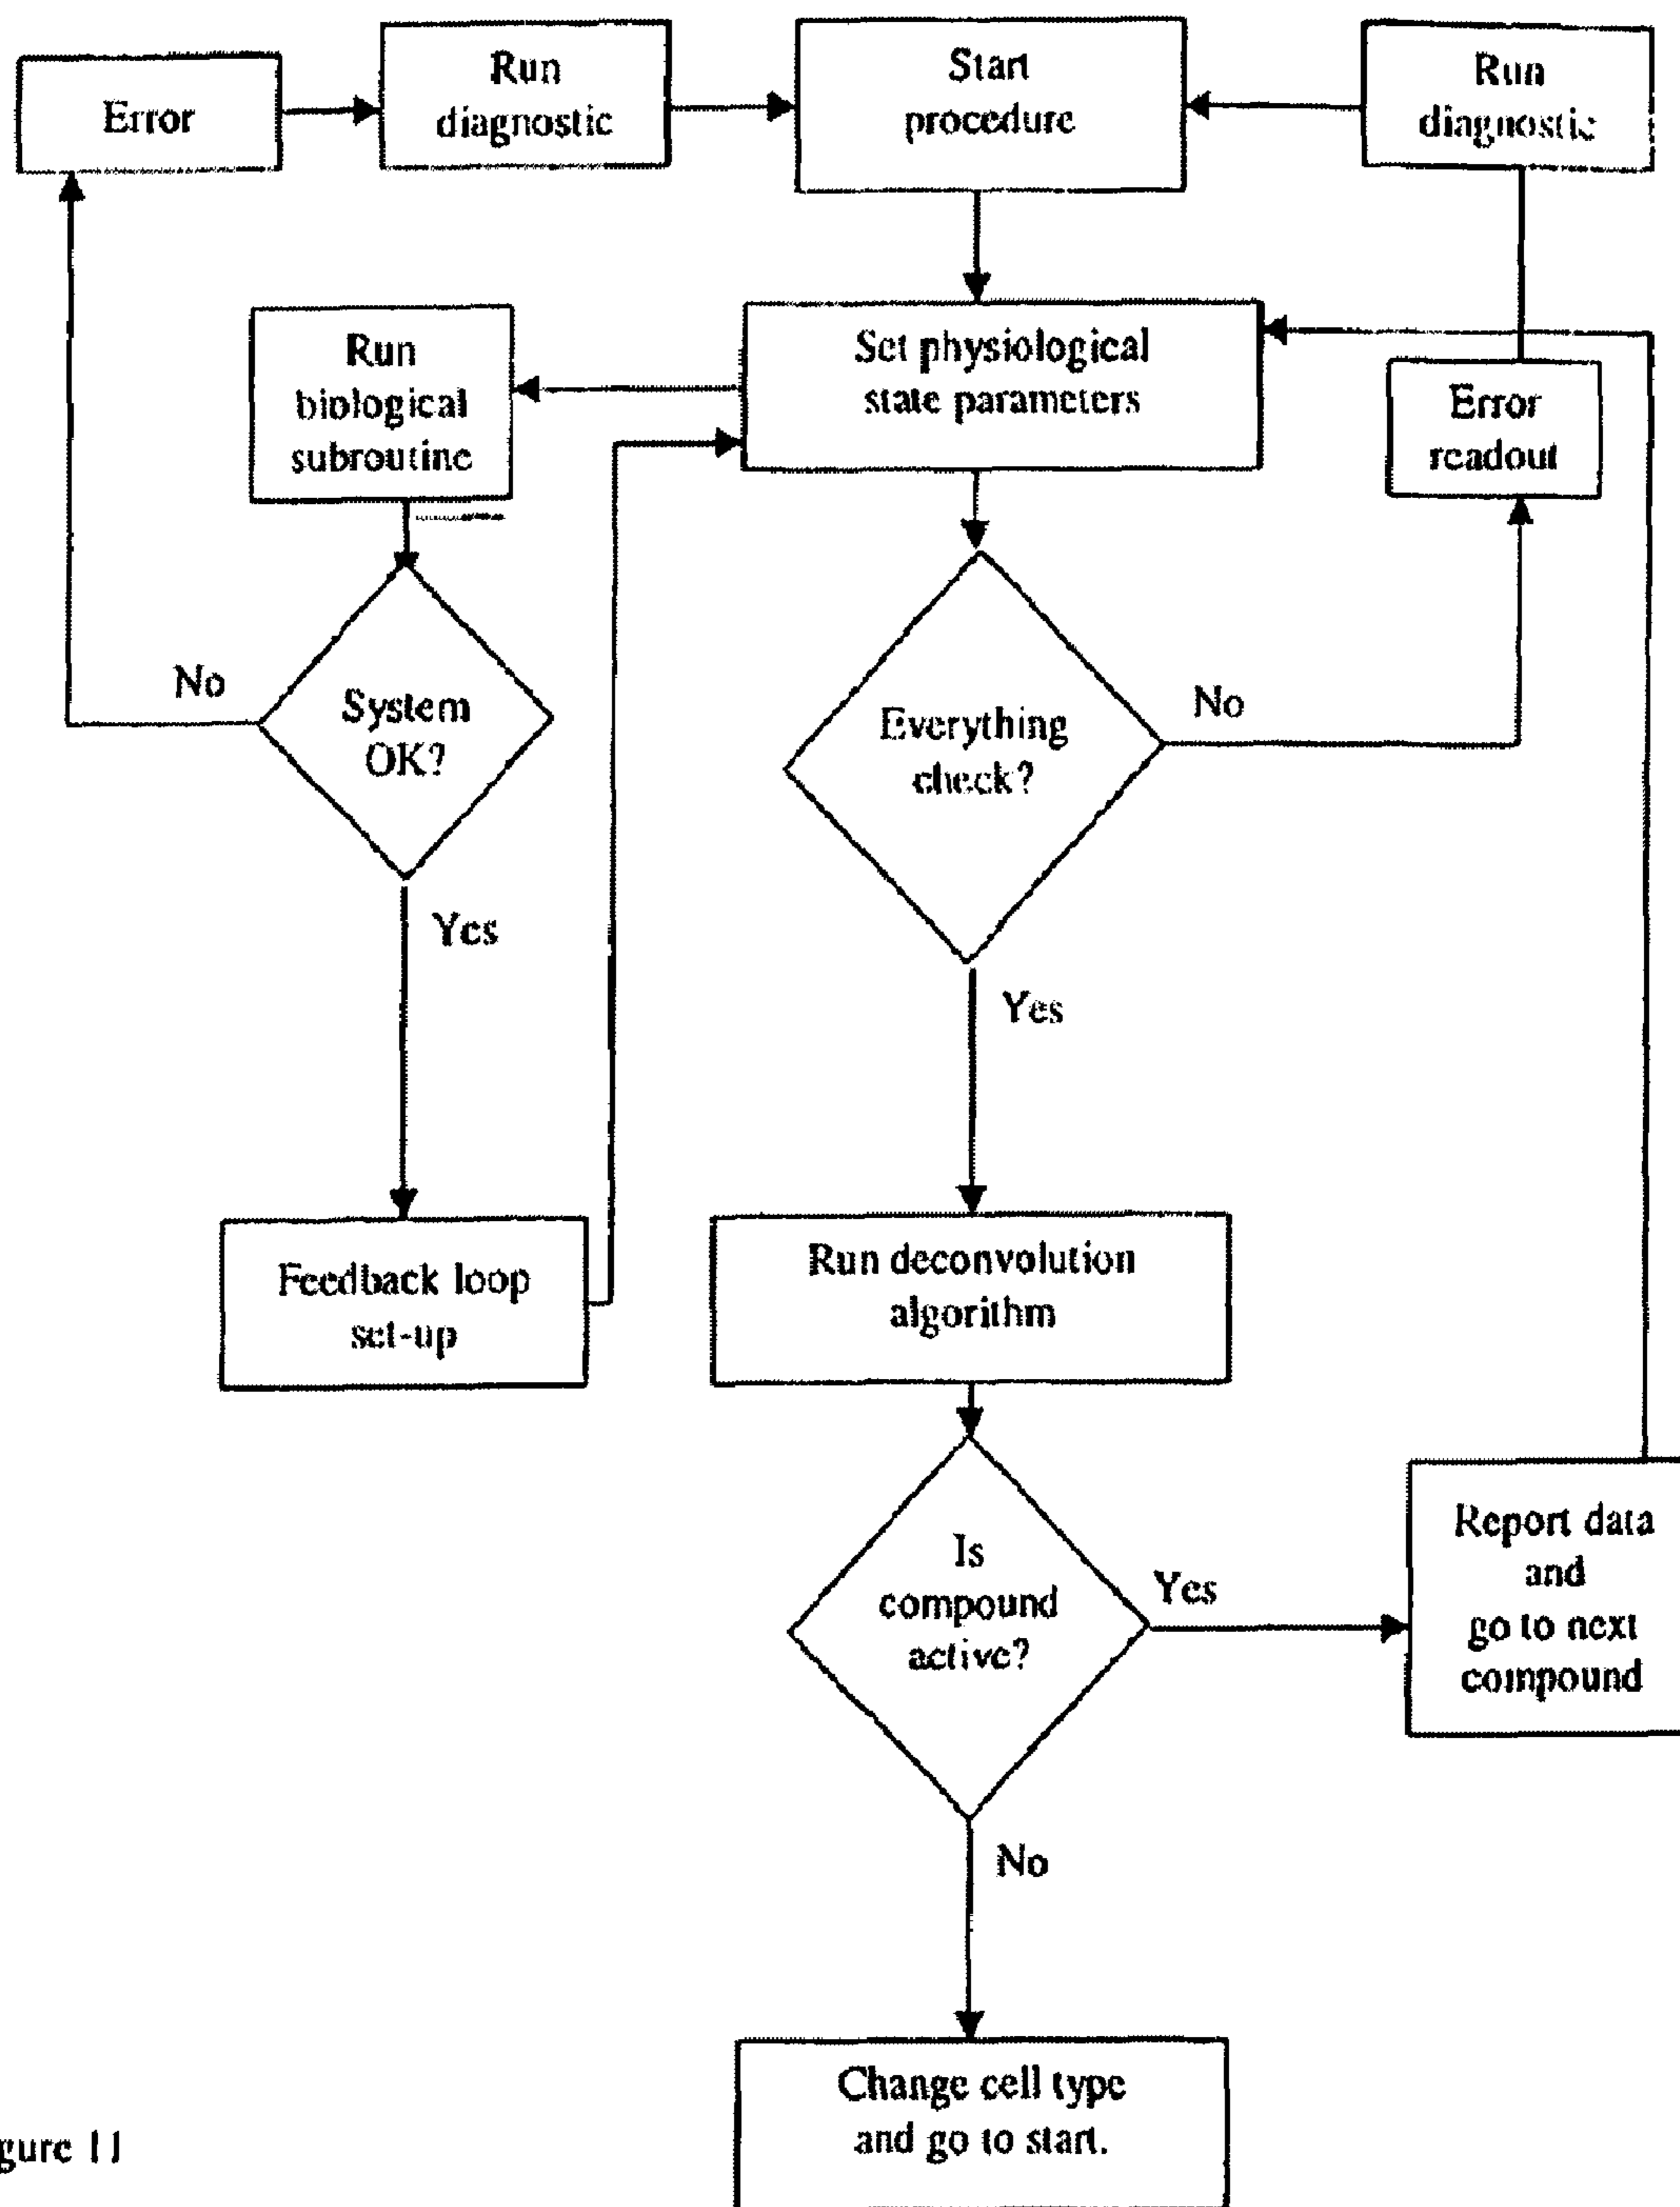 Error
Run
diagnostic
Start
procedure
Run
diagnostic
Run
biological
subroutine
Set physiological
state parameters
Error
readout
No
System
OK?
Everything
check?
No
Yes
Yes
Feedback loop
set-up
Run deconvolution
algorithm
Is
compound
active?
Yes
Report data
and
go to next
compound
No
Change cell type
and go to start.
gure 11